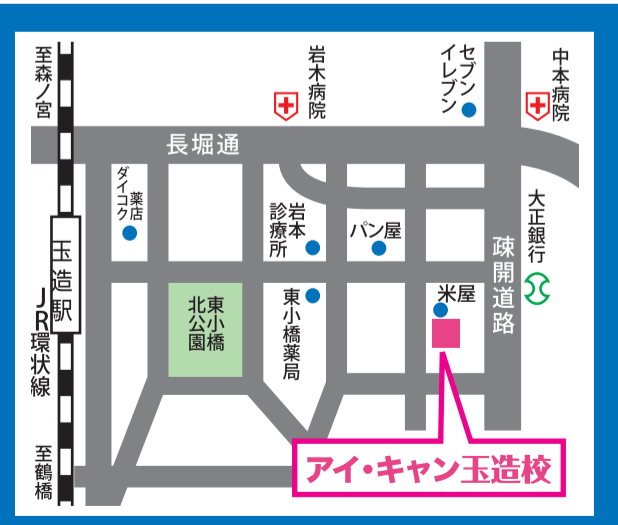 至森ノ宮
岩木病院
セブン
イレブン
中本病院
長堀通
ダイコク
薬店
岩本
診療所
パン屋
大正銀行
玉造駅
JR環状線
東小橋
北公園
東小橋薬局
米屋
疎開道路
至鶴橋
アイ・キャン玉造校